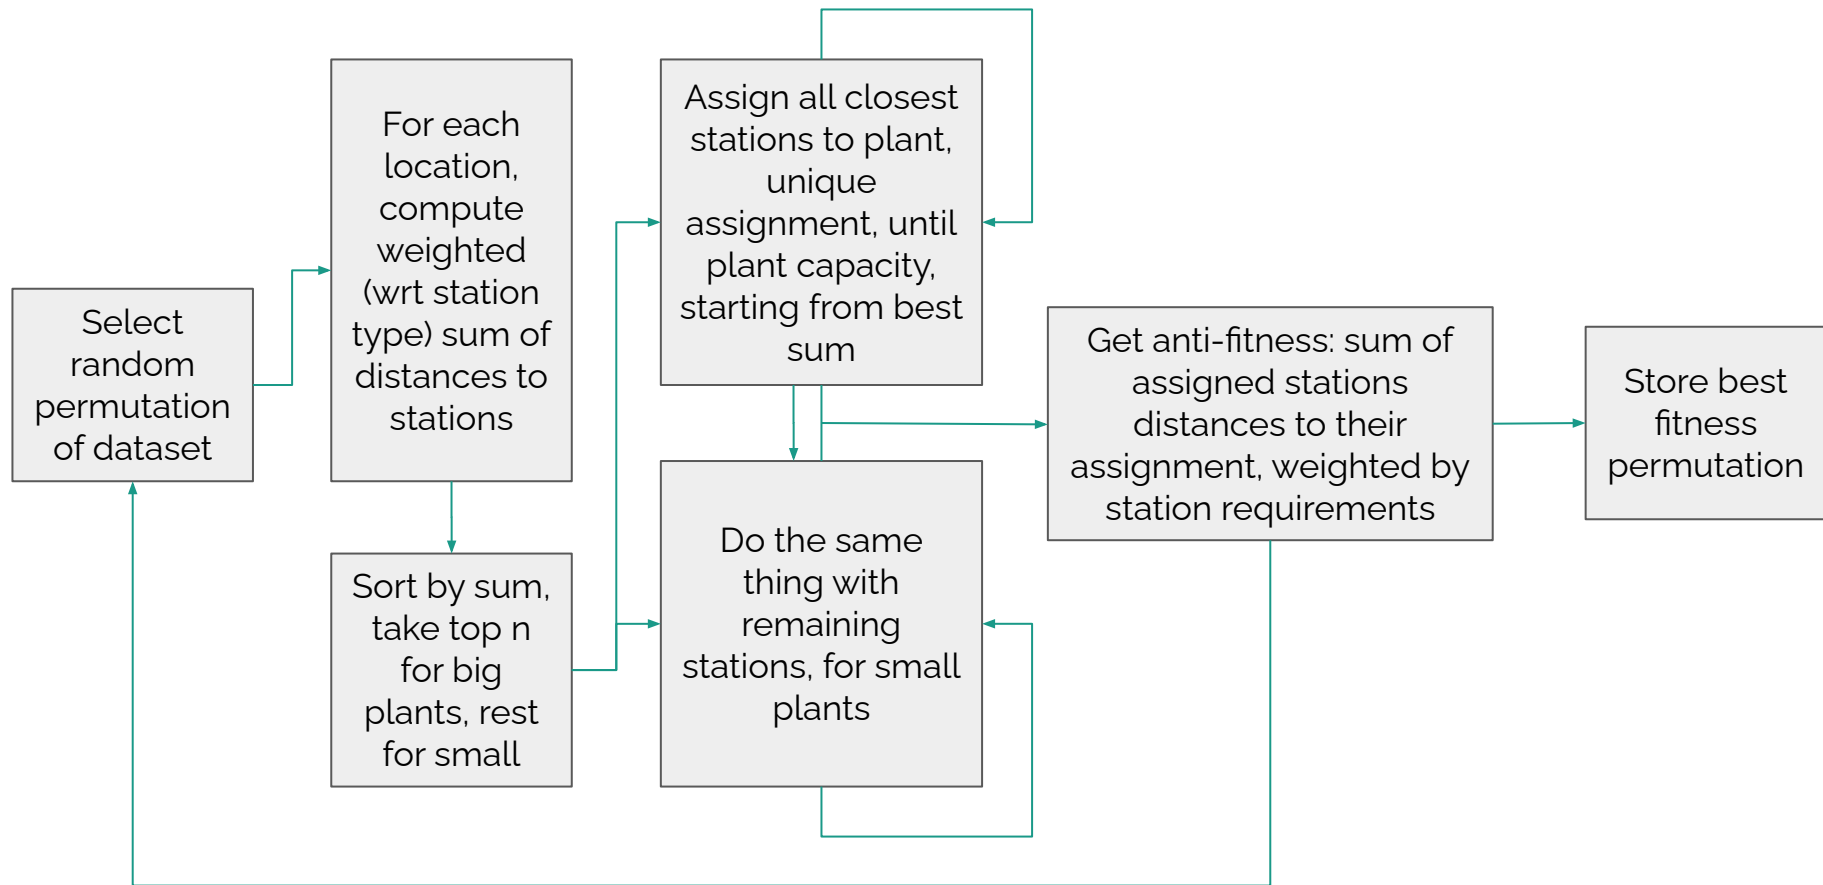 Select
random
permutation
of dataset
For each
location,
compute
weighted
(wrt station
type) sum of
distances to
stations
Sort by sum,
take top n
for big
plants, rest
for small
Assign all closest
stations to plant,
unique
assignment, until
plant capacity,
starting from best
sum
Do the same
thing with
remaining
stations, for small
plants
Get anti-fitness: sum of
assigned stations
distances to their
assignment, weighted by
station requirements
Store best
fitness
permutation